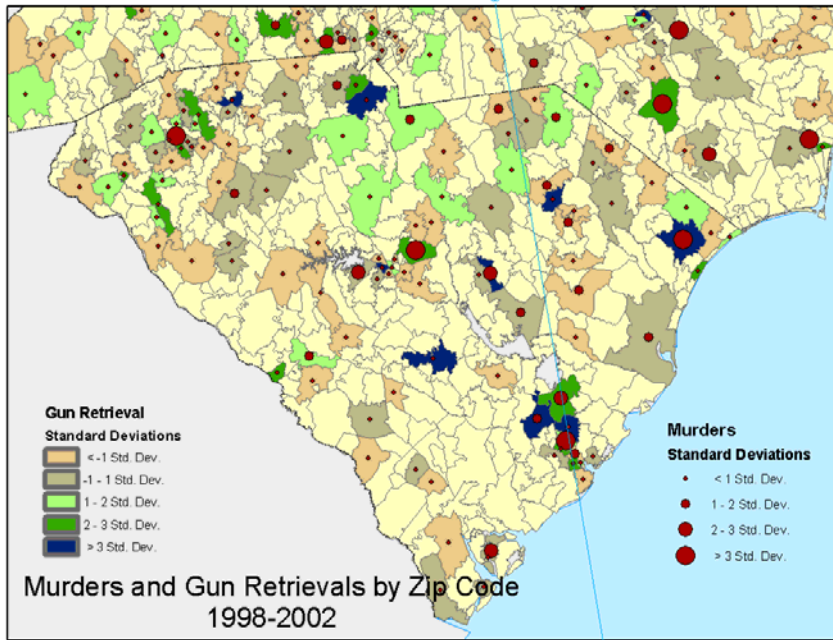 Gun Retrieval
Standard Deviations
< -1 Std. Dev.
-1 - 1 Std. Dev.
1 - 2 Std. Dev.
2 - 3 Std. Dev.
> 3 Std. Dev.
Murders
Standard Deviations
< 1 Std. Dev.
1 - 2 Std. Dev.
2 - 3 Std. Dev.
> 3 Std. Dev.
Murders and Gun Retrievals by Zip Code
1998-2002